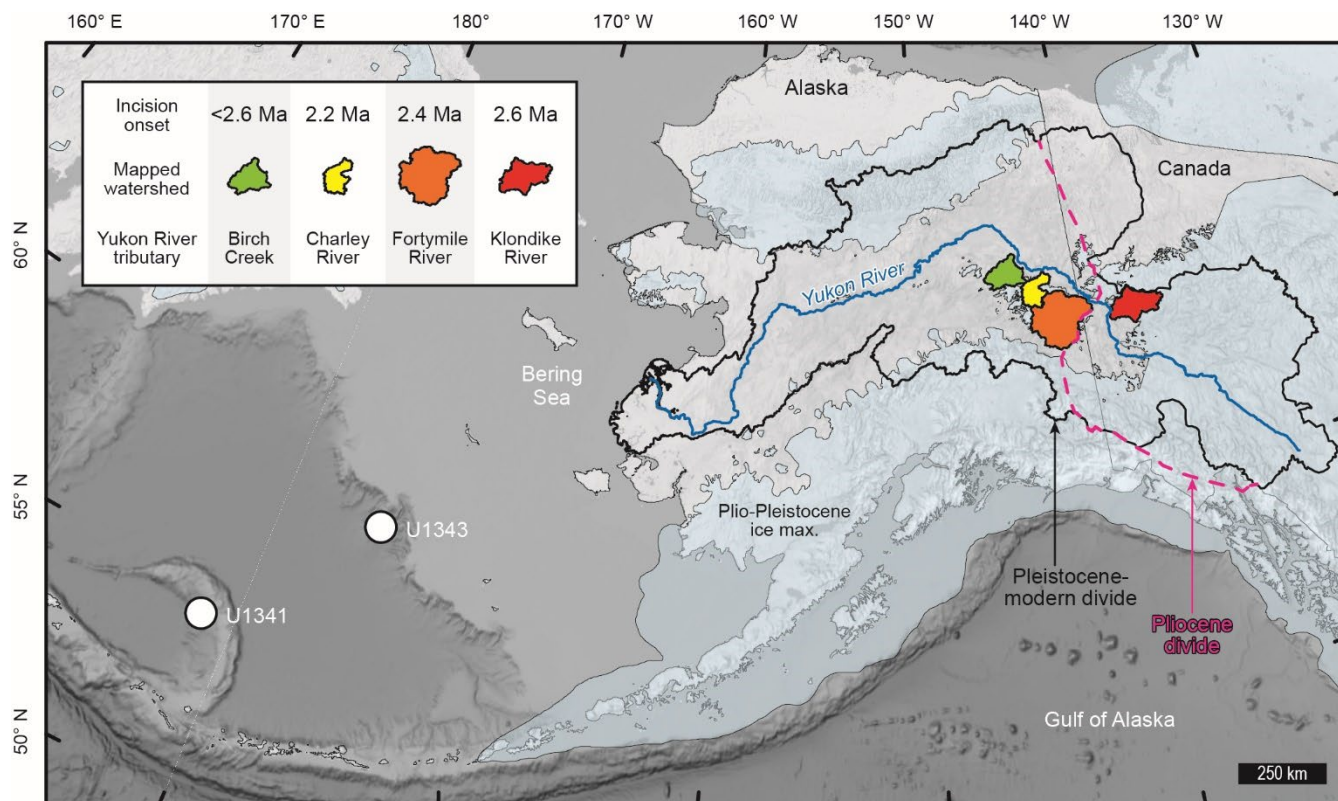 160° E
170° E
180°
170° W
160° W
150° W
140° W
130° W
Incision
onset
<2.6 Ma
2.2 Ma
2.4 Ma
2.6 Ma
Mapped
watershed
Yukon River
tributary
Birch
Creek
Charley
River
Fortymile
River
Klondike
River
Alaska
Canada
60° N
Yukon River
Bering
Sea
55° N
U1343
Plio-Pleistocene
ice max.
Pleistocene-
modern divide
U1341
Pliocene
divide
50° N
Gulf of Alaska
250 km